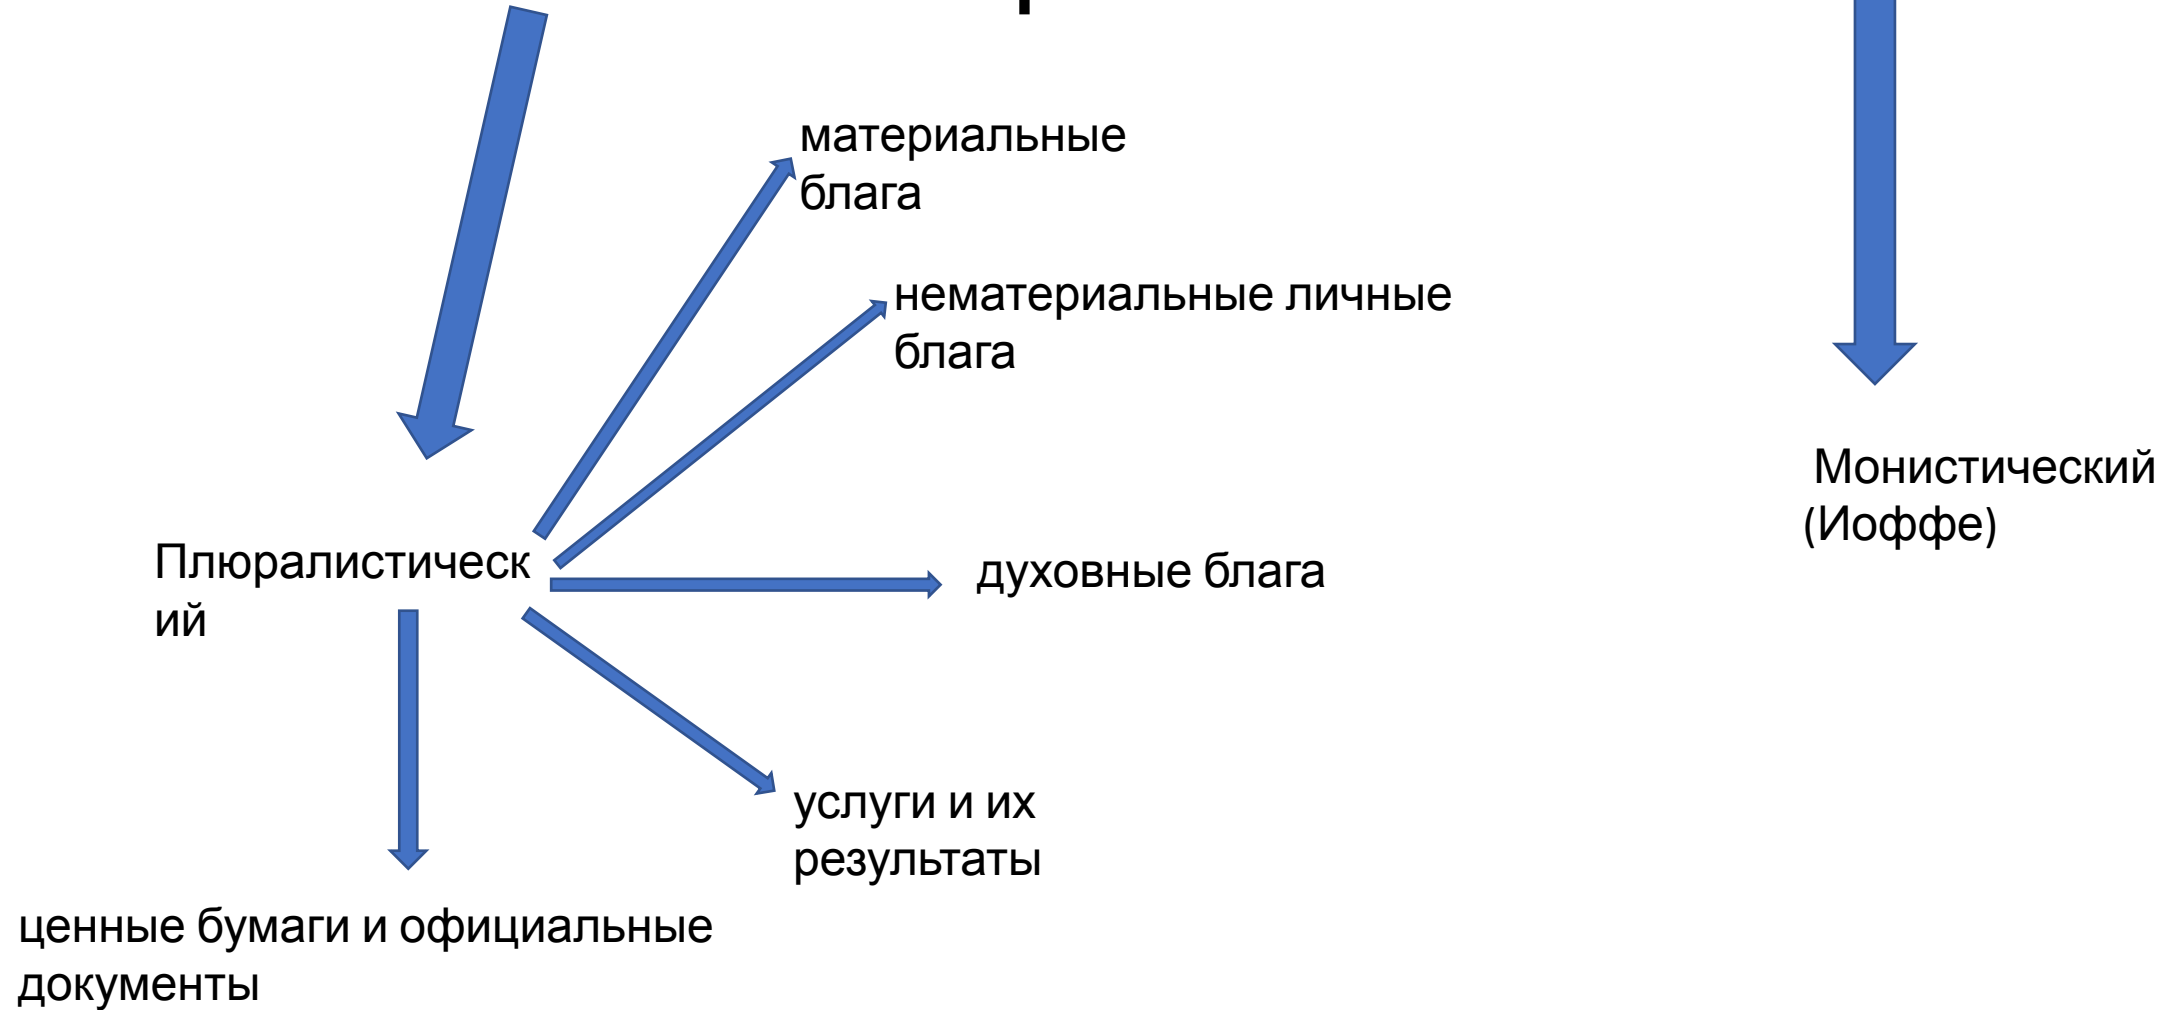 материальные
блага
нематериальные личные
блага
Монистический
(Иоффе)
Плюралистическ
ий
духовные блага
услуги и их
результаты
ценные бумаги и официальные
документы